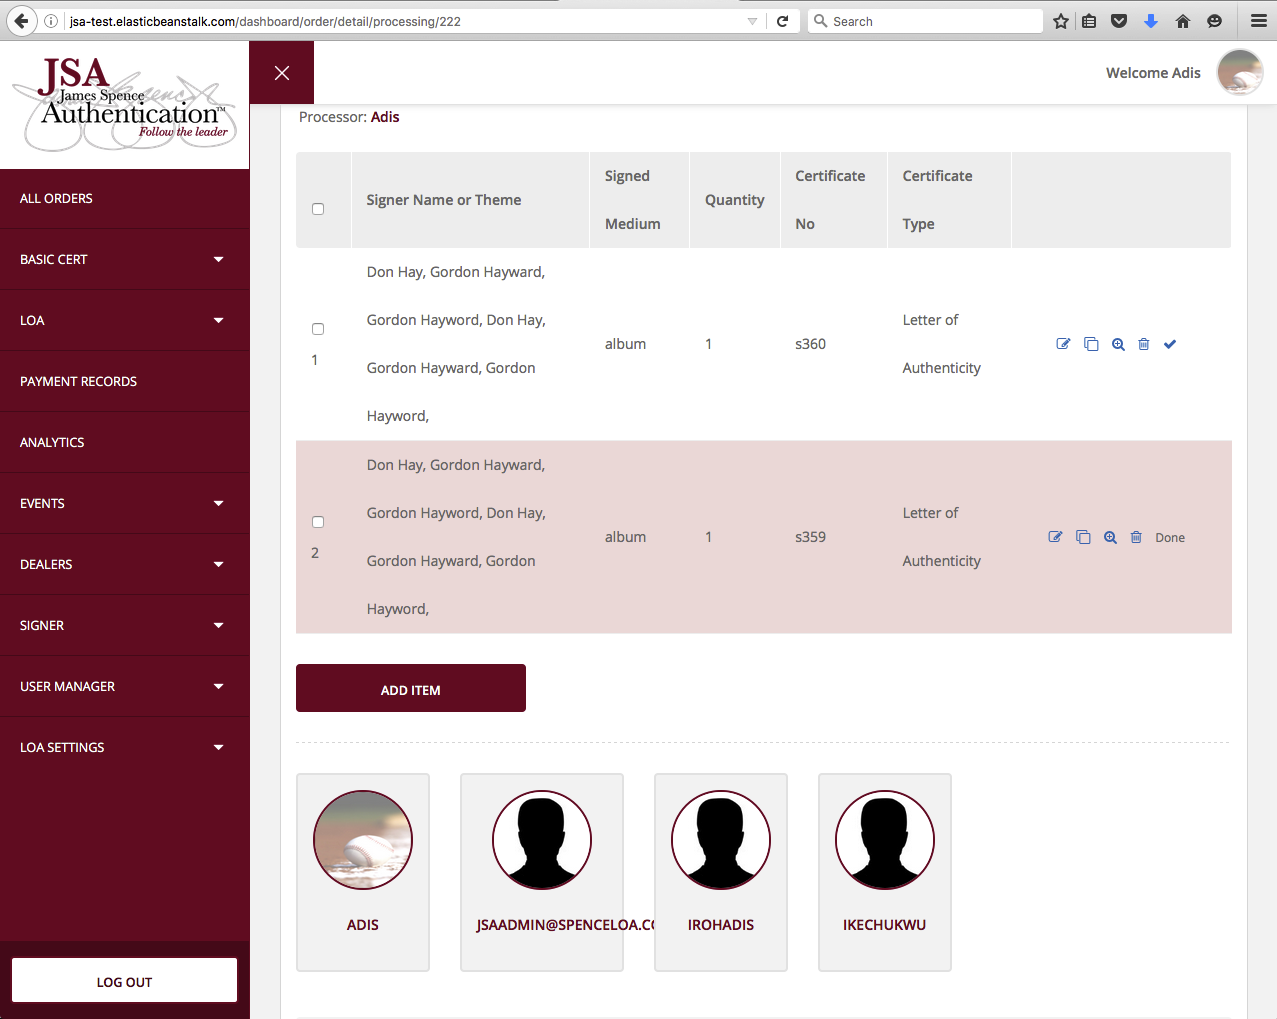 jsa-test.elasticbeanstalk.com/dashboard/order/detail/processing/222
Search
JSA
James Spence
Authentication™
Follow the leader
Welcome Adis
ALL ORDERS
BASIC CERT
LOA
PAYMENT RECORDS
ANALYTICS
EVENTS
DEALERS
SIGNER
USER MANAGER
LOA SETTINGS
LOG OUT
Processor: Adis
Signer Name or Theme
Signed
Medium
Quantity
Certificate
No
Certificate
Type
1
Don Hay, Gordon Hayward,
Gordon Hayword, Don Hay,
Gordon Hayward, Gordon
Hayword,
album
1
s360
Letter of
Authenticity
2
Don Hay, Gordon Hayward,
Gordon Hayword, Don Hay,
Gordon Hayward, Gordon
Hayword,
album
1
s359
Letter of
Authenticity
Done
ADD ITEM
ADIS
JSAADMIN@SPENCELOA.CO
IROHADIS
IKECHUKWU